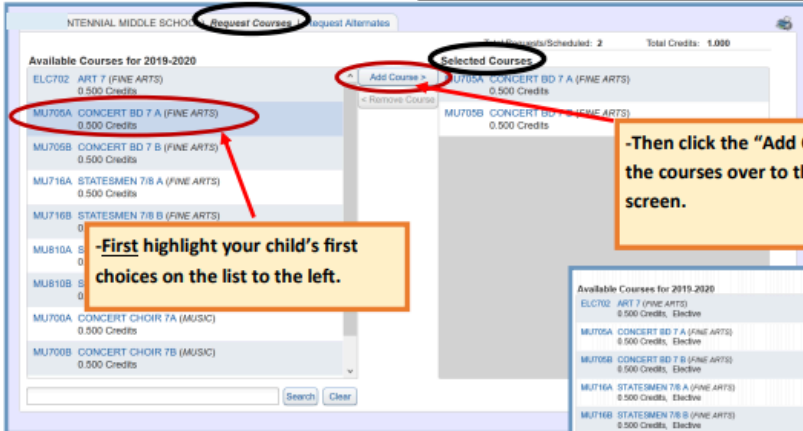 NTENNIAL MIDDLE SCHOO | Request Courses | Request Alternates
Total Requests/Scheduled: 2 Total Credits: 1.000
Available Courses for 2019-2020
ELC702 ART 7 (FINE ARTS)
0.500 Credits
MU705A CONCERT BD 7 A (FINE ARTS)
0.500 Credits
MU705B CONCERT BD 7 B (FINE ARTS)
0.500 Credits
MU716A STATESMEN 7/8 A (FINE ARTS)
0.500 Credits
MU716B STATESMEN 7/8 B (FINE ARTS)
0
MU810A S
0
MU810B S
0
MU700A CONCERT CHOIR 7A (MUSIC)
0.500 Credits
MU700B CONCERT CHOIR 7B (MUSIC)
0.500 Credits
Search Clear
Add Course >
< Remove Course
Selected Courses
MU705A CONCERT BD 7 A (FINE ARTS)
0.500 Credits
MU705B CONCERT BD 7 B (FINE ARTS)
0.500 Credits
-First highlight your child's first
choices on the list to the left.
-Then click the "Add
the courses over to th
screen.
Available Courses for 2019-2020
ELC702 ART 7 (FINE ARTS)
0.500 Credits, Elective
MU705A CONCERT BD 7 A (FINE ARTS)
0.500 Credits, Elective
MU705B CONCERT BD 7 B (FINE ARTS)
0.500 Credits, Elective
MU716A STATESMEN 7/8 A (FINE ARTS)
0.500 Credits, Elective
MU716B STATESMEN 7/8 B (FINE ARTS)
0.500 Credits, Elective